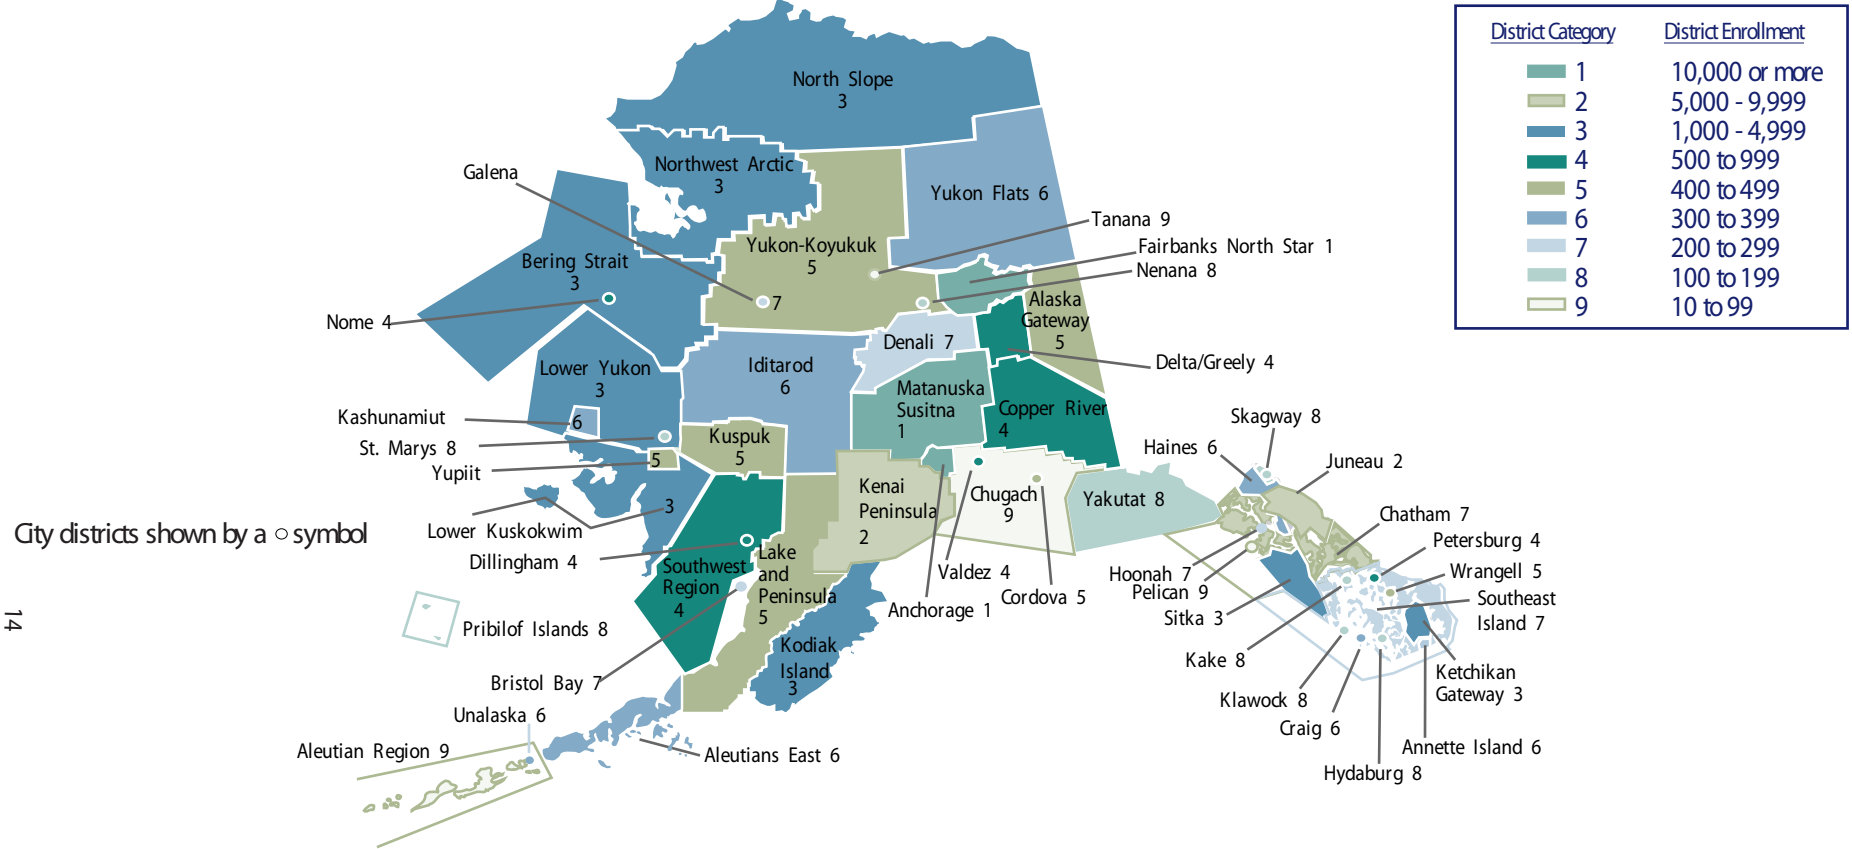 District Category District Enrollment
1 10,000 or more
2 5,000 - 9,999
3 1,000 - 4,999
4 500 to 999
5 400 to 499
6 300 to 399
7 200 to 299
8 100 to 199
9 10 to 99
North Slope
3
Northwest Arctic
3
Galena
Yukon Flats 6
Tanana 9
Fairbanks North Star 1
Nenana 8
Yukon-Koyukuk
5
7
Bering Strait
3
Nome 4
Alaska
Gateway
5
Denali 7
Delta/Greely 4
Lower Yukon
3
6
Iditarod
6
Matanuska
Susitna
1
Copper River
4
Kashunamiut
St. Marys 8
Yupiit
5
Kuspuk
5
3
Lower Kuskokwim
City districts shown by a symbol
Dillingham 4
Southwest
Region
4
Lake
and
Peninsula
5
Kenai
Peninsula
2
Chugach
9
Yakutat 8
Valdez 4
Anchorage 1
Cordova 5
Kodiak
Island
3
Pribilof Islands 8
Bristol Bay 7
Unalaska 6
Aleutian Region 9
Aleutians East 6
Skagway 8
Haines 6
Juneau 2
Chatham 7
Petersburg 4
Wrangell 5
Southeast
Island 7
Hoonah 7
Pelican 9
Sitka 3
Kake 8
Klawock 8
Craig 6
Hydaburg 8
Annette Island 6
Ketchikan
Gateway 3
14